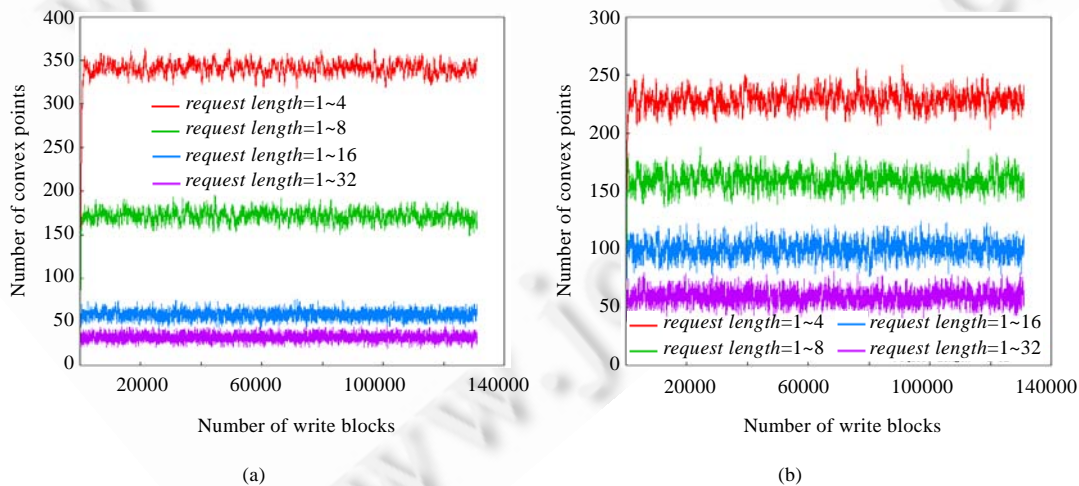 400
350
300
250
200
150
100
50
0
Number of convex points
request length=1~4
request length=1~8
request length=1~16
request length=1~32
20000 60000 100000 140000
Number of write blocks
(a)
300
250
200
150
100
50
0
Number of convex points
request length=1~4 request length=1~16
request length=1~8 request length=1~32
20000 60000 100000 140000
Number of write blocks
(b)